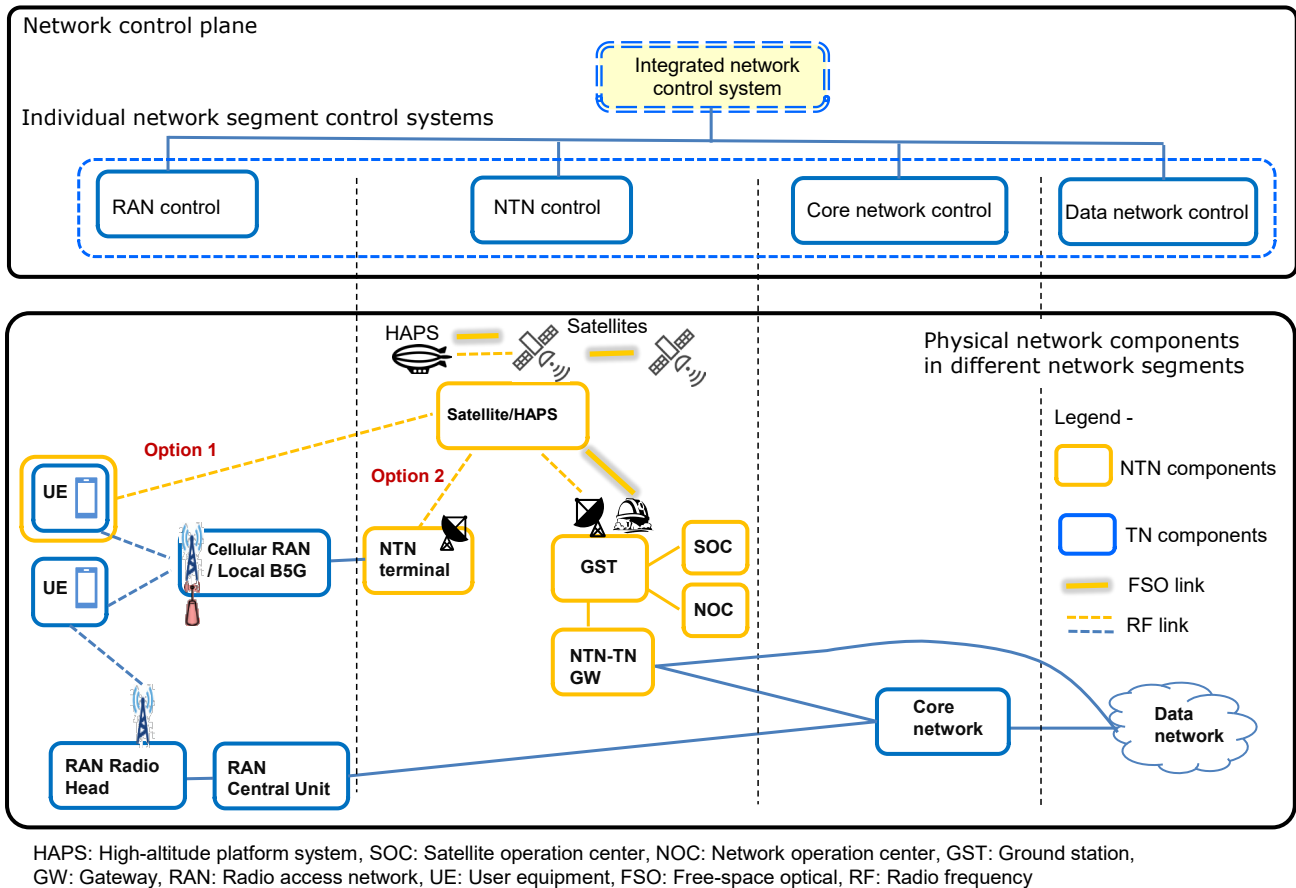 Network control plane
Integrated network
control system
Individual network segment control systems
RAN control
NTN control
Core network control
Data network control
HAPS
Satellites
Physical network components
in different network segments
Satellite/HAPS
Legend -
Option 1
Option 2
NTN components
UE
Cellular RAN
/ Local B5G
NTN
terminal
GST
SOC
TN components
UE
NOC
FSO link
RF link
NTN-TN
GW
Core
network
Data
network
RAN Radio
Head
RAN
Central Unit
HAPS: High-altitude platform system, SOC: Satellite operation center, NOC: Network operation center, GST: Ground station,
GW: Gateway, RAN: Radio access network, UE: User equipment, FSO: Free-space optical, RF: Radio frequency